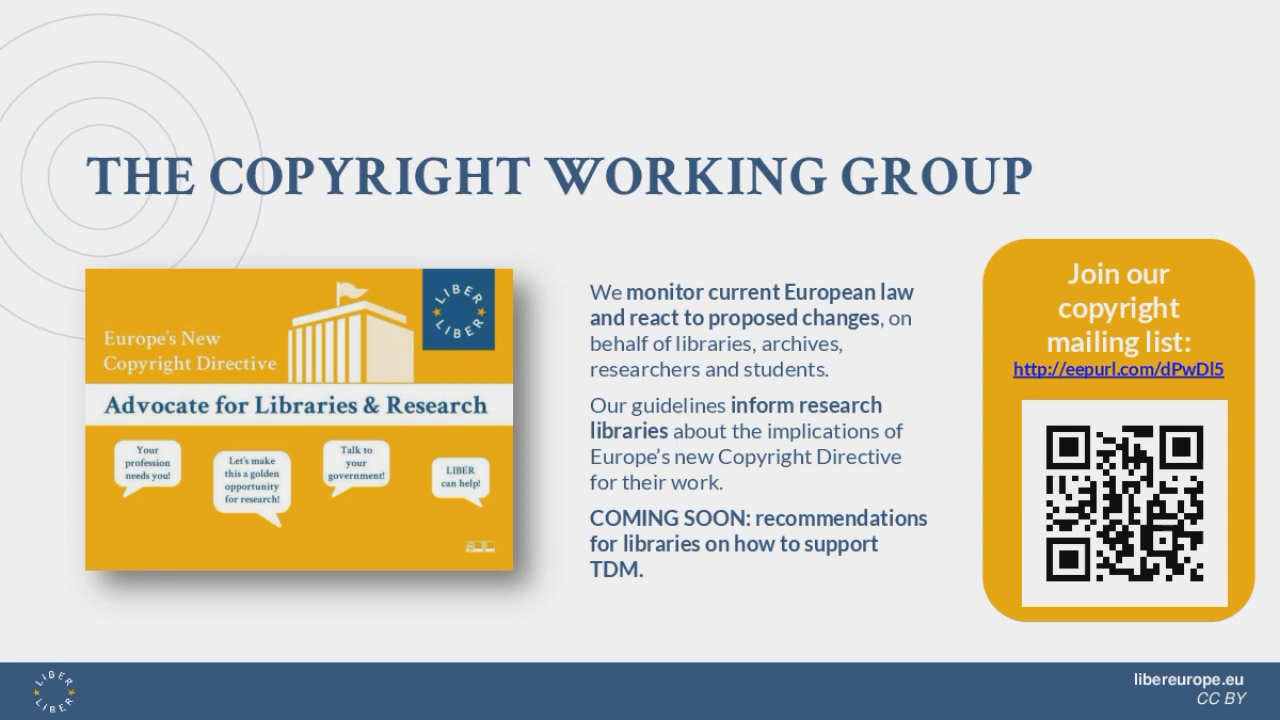 THE COPYRIGHT WORKING GROUP
Europe's New
Copyright Directive
LIBER
LIBER
Advocate for Libraries & Research
Your
profession
needs you!
Let's make
this a golden
opportunity
for research!
Talk to
your
government!
LIBER
can help!
We monitor current European law
and react to proposed changes, on
behalf of libraries, archives,
researchers and students.
Our guidelines inform research
libraries about the implications of
Europe's new Copyright Directive
for their work.
COMING SOON: recommendations
for libraries on how to support
TDM.
Join our
copyright
mailing list:
http://eepurl.com/dPwDl5
LIBER
LIBER
libereurope.eu
CC BY